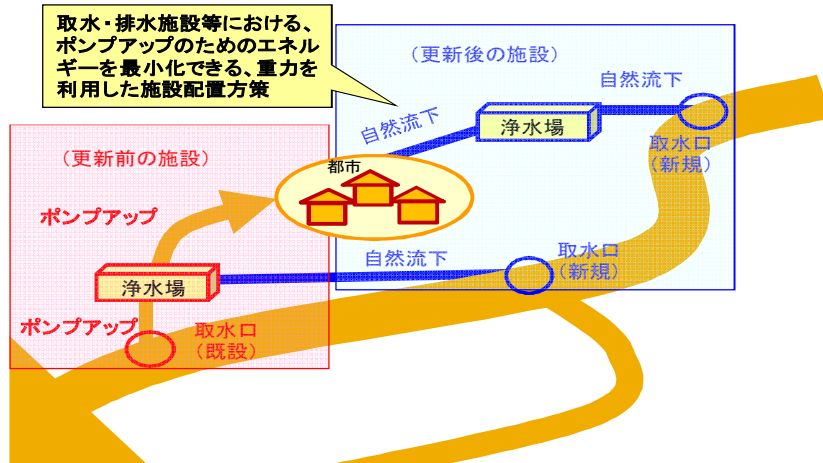 取水・排水施設等における、
ポンプアップのためのエネル
ギーを最小化できる、重力を
利用した施設配置方策
(更新後の施設)
自然流下
自然流下
浄水場
取水口
(新規)
(更新前の施設)
都市
ポンプアップ
自然流下
取水口
(新規)
浄水場
ポンプアップ
取水口
(既設)